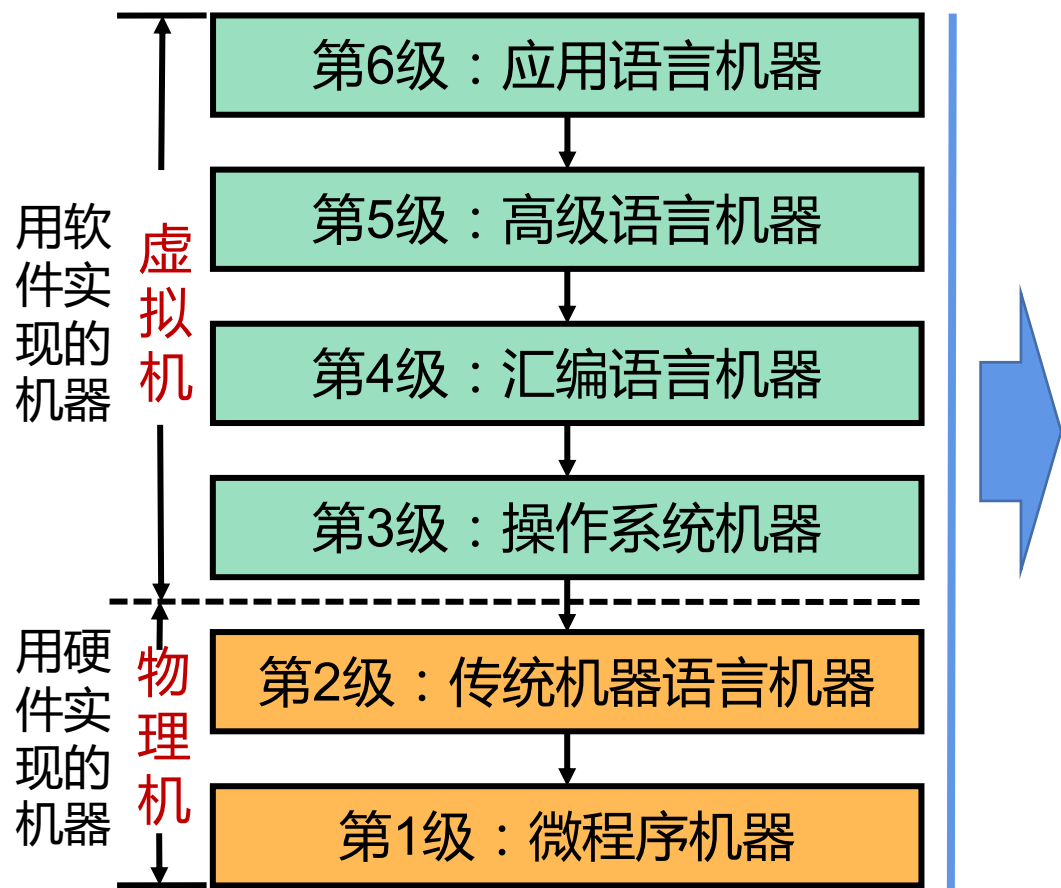 第6级：应用语言机器
第5级：高级语言机器
第4级：汇编语言机器
第3级：操作系统机器
第2级：传统机器语言机器
第1级：微程序机器
用软
件实
现的
机器
虚
拟
机
用硬
件实
现的
机器
物
理
机